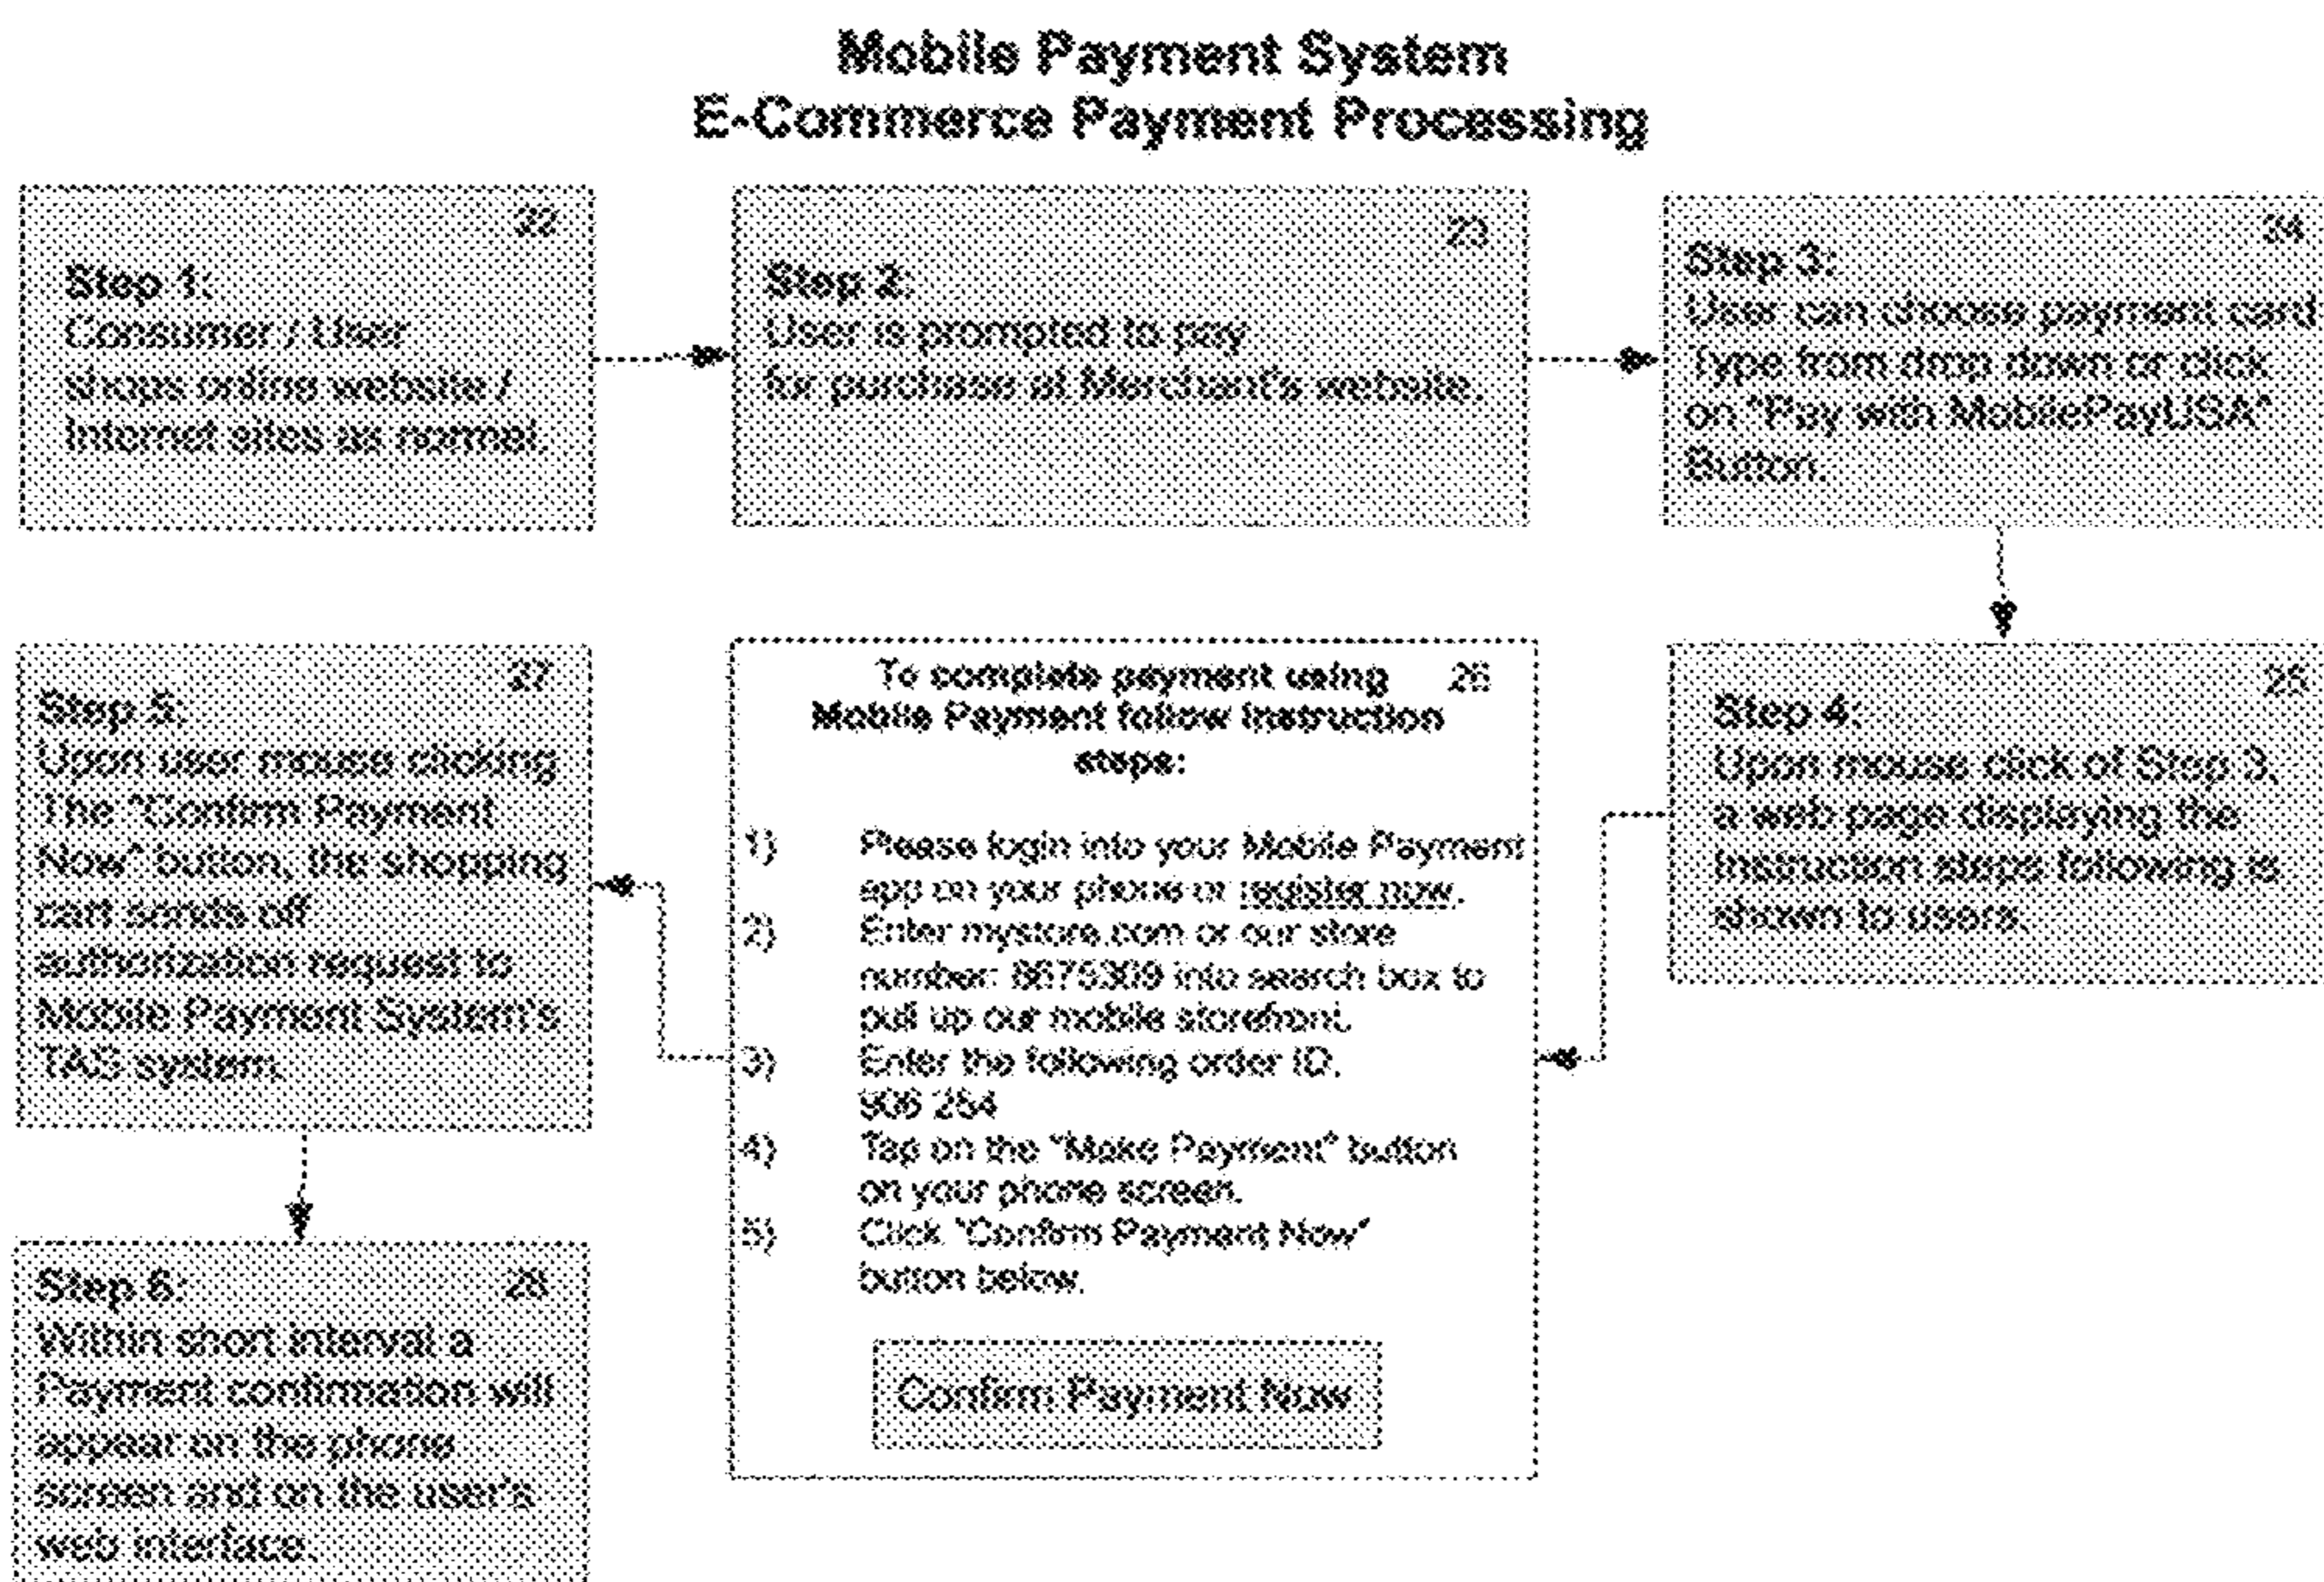 Mobile Payment System
E-Commerce Payment Processing
22
Step 1:
Consumer / User
shops online website /
Internet sites as normal.
23
Step 2:
User is prompted to pay
for purchase at Merchant's website.
24
Step 3:
User can choose payment card
Type from drop down or click
on "Pay with MobilePayUSA"
Button.
25
Step 4:
Upon mouse click of Step 3,
a web page displaying the
Instruction steps following is
shown to users.
To complete payment using 26
Mobile Payment follow Instruction
steps:
1) Please login into your Mobile Payment
app on your phone or register now.
2) Enter mystore.com or our store
number: 8675309 into search box to
pull up our mobile storefront.
3) Enter the following order ID.
906 254
4) Tap on the "Make Payment" button
on your phone screen.
5) Click "Confirm Payment Now"
button below.
Confirm Payment Now
27
Step 5:
Upon user mouse clicking
The "Confirm Payment
Now" button, the shopping
cart sends off
authorization request to
Mobile Payment System's
TAS system.
Step 6: 28
Within short interval a
Payment confirmation will
appear on the phone
screen and on the user's
web interface.